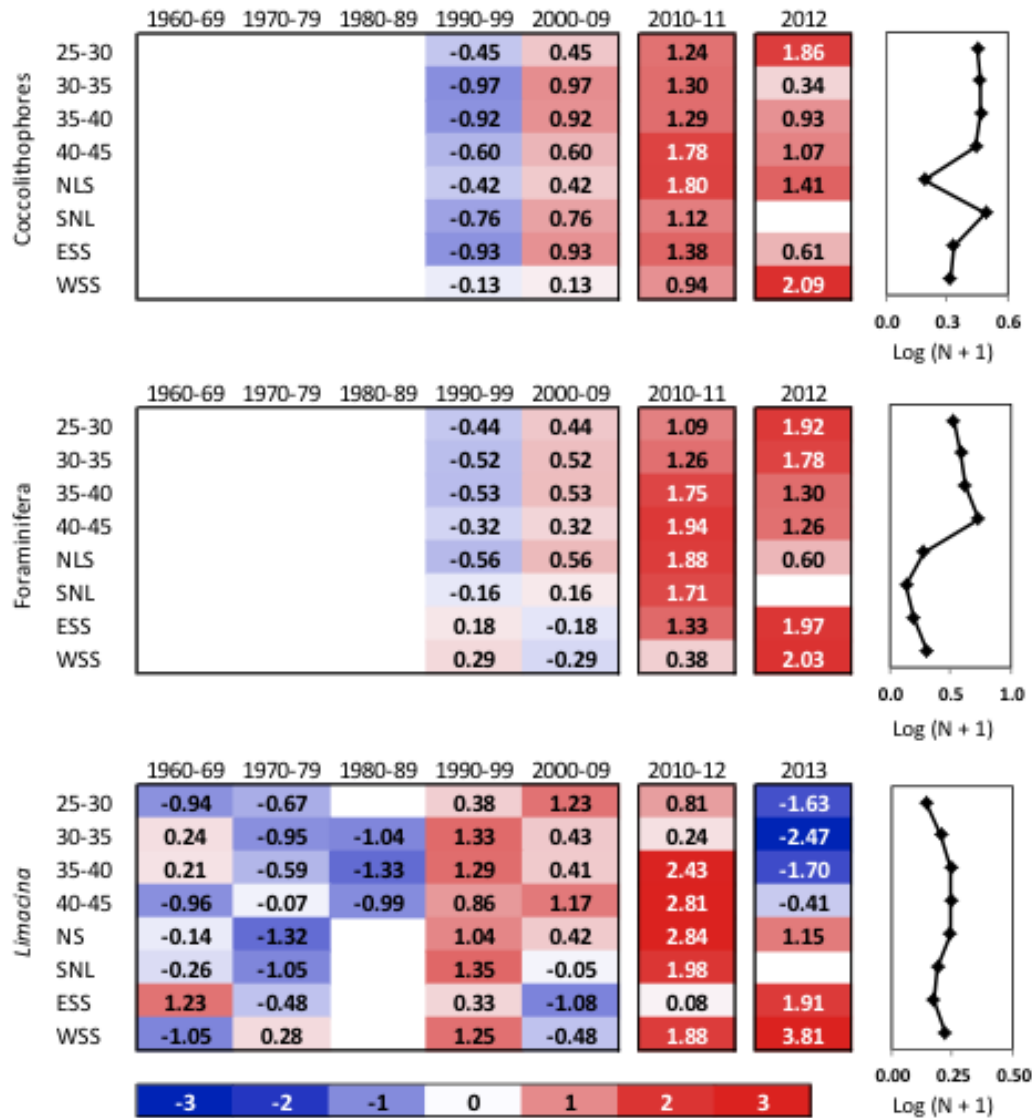 1960-69 1970-79 1980-89 1990-99 2000-09 2010-11 2012
Coccolithophores
25-30 -0.45 0.45 1.24 1.86
30-35 -0.97 0.97 1.30 0.34
35-40 -0.92 0.92 1.29 0.93
40-45 -0.60 0.60 1.78 1.07
NLS -0.42 0.42 1.80 1.41
SNL -0.76 0.76 1.12
ESS -0.93 0.93 1.38 0.61
WSS -0.13 0.13 0.94 2.09
0.0 0.3 0.6
Log (N + 1)
1960-69 1970-79 1980-89 1990-99 2000-09 2010-11 2012
Foraminifera
25-30 -0.44 0.44 1.09 1.92
30-35 -0.52 0.52 1.26 1.78
35-40 -0.53 0.53 1.75 1.30
40-45 -0.32 0.32 1.94 1.26
NLS -0.56 0.56 1.88 0.60
SNL -0.16 0.16 1.71
ESS 0.18 -0.18 1.33 1.97
WSS 0.29 -0.29 0.38 2.03
0.0 0.5 1.0
Log (N + 1)
1960-69 1970-79 1980-89 1990-99 2000-09 2010-12 2013
Limacina
25-30 -0.94 -0.67 0.38 1.23 0.81 -1.63
30-35 0.24 -0.95 -1.04 1.33 0.43 0.24 -2.47
35-40 0.21 -0.59 -1.33 1.29 0.41 2.43 -1.70
40-45 -0.96 -0.07 -0.99 0.86 1.17 2.81 -0.41
NS -0.14 -1.32 1.04 0.42 2.84 1.15
SNL -0.26 -1.05 1.35 -0.05 1.98
ESS 1.23 -0.48 0.33 -1.08 0.08 1.91
WSS -1.05 0.28 1.25 -0.48 1.88 3.81
0.00 0.25 0.50
Log (N + 1)
-3 -2 -1 0 1 2 3